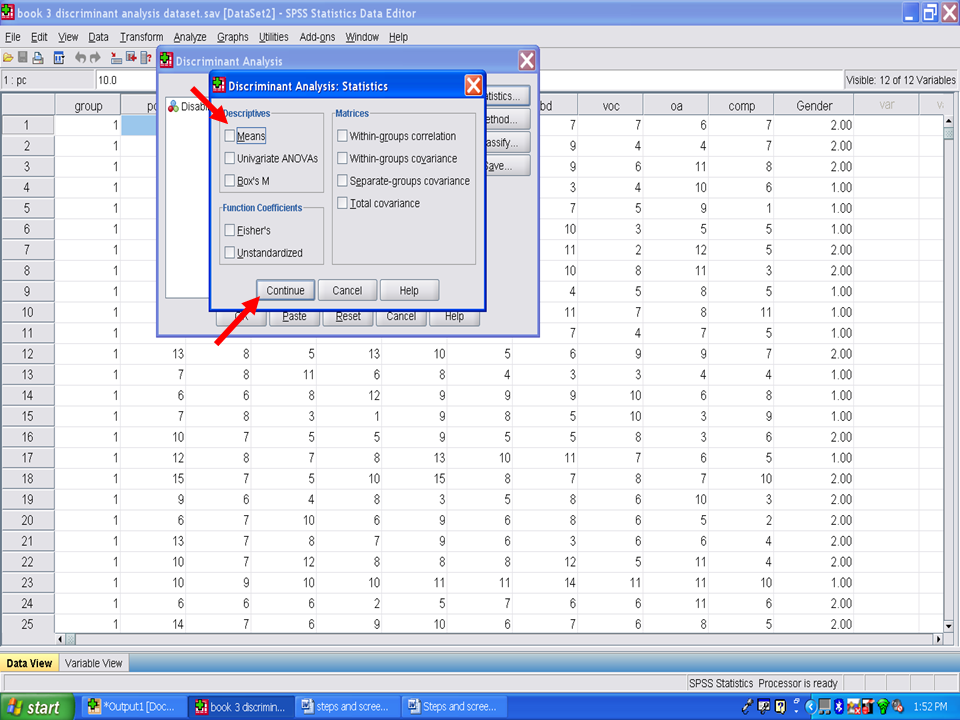 book 3 discriminant analysis dataset.sav [DataSet2] - SPSS Statistics Data Editor
File Edit View Data Transform Analyze Graphs Utilities Add-ons Window Help
1 : pc 10.0 Visible: 12 of 12 Variables
Discriminant Analysis
Discriminant Analysis: Statistics
Descriptives
Means
Univariate ANOVAs
Box's M
Function Coefficients
Fisher's
Unstandardized
Matrices
Within-groups correlation
Within-groups covariance
Separate-groups covariance
Total covariance
Continue Cancel Help
Paste Reset Cancel Help
group bd voc oa comp Gender var
1 1 7 7 6 7 2.00
2 1 9 4 4 7 2.00
3 1 9 6 11 8 2.00
4 1 3 4 10 6 1.00
5 1 7 5 9 1 1.00
6 1 10 3 5 5 1.00
7 1 11 2 12 5 2.00
8 1 10 8 11 3 2.00
9 1 4 5 8 5 1.00
10 1 11 7 8 11 1.00
11 1 7 4 7 5 1.00
12 1 13 8 5 13 10 5 6 9 9 7 2.00
13 1 7 8 11 6 8 4 3 3 4 4 1.00
14 1 6 6 8 12 9 9 9 10 6 8 1.00
15 1 7 8 3 1 9 8 5 10 3 9 1.00
16 1 10 7 5 5 9 5 5 8 3 6 2.00
17 1 12 8 7 8 13 10 11 7 6 5 1.00
18 1 15 7 5 10 15 8 7 8 7 10 2.00
19 1 9 6 4 8 3 5 8 6 10 3 2.00
20 1 6 7 10 6 9 6 8 6 5 2 2.00
21 1 13 7 8 7 9 6 3 6 6 4 2.00
22 1 10 7 12 8 8 8 12 5 11 4 2.00
23 1 10 9 10 10 11 11 14 11 11 10 1.00
24 1 6 6 6 2 5 7 6 6 11 6 2.00
25 1 14 7 6 9 10 6 7 6 8 5 2.00
Data View Variable View
SPSS Statistics Processor is ready
start *Output1 [Doc... book 3 discrimin... steps and scree... Steps and scree... 1:52 PM